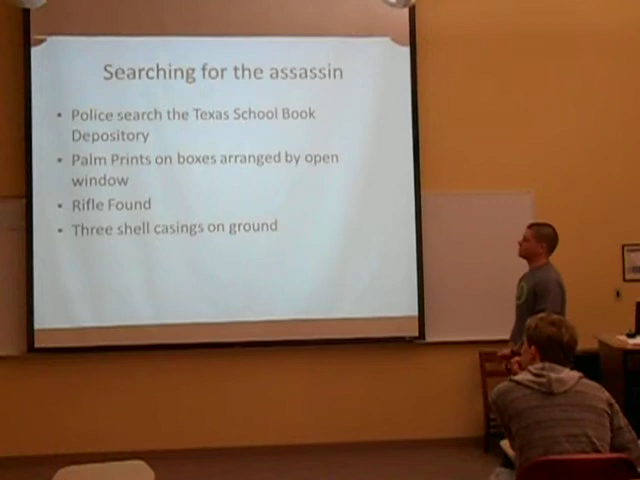 Searching for the assassin
• Police search the Texas School Book
Depository
• Palm Prints on boxes arranged by open
window
• Rifle Found
• Three shell casings on ground